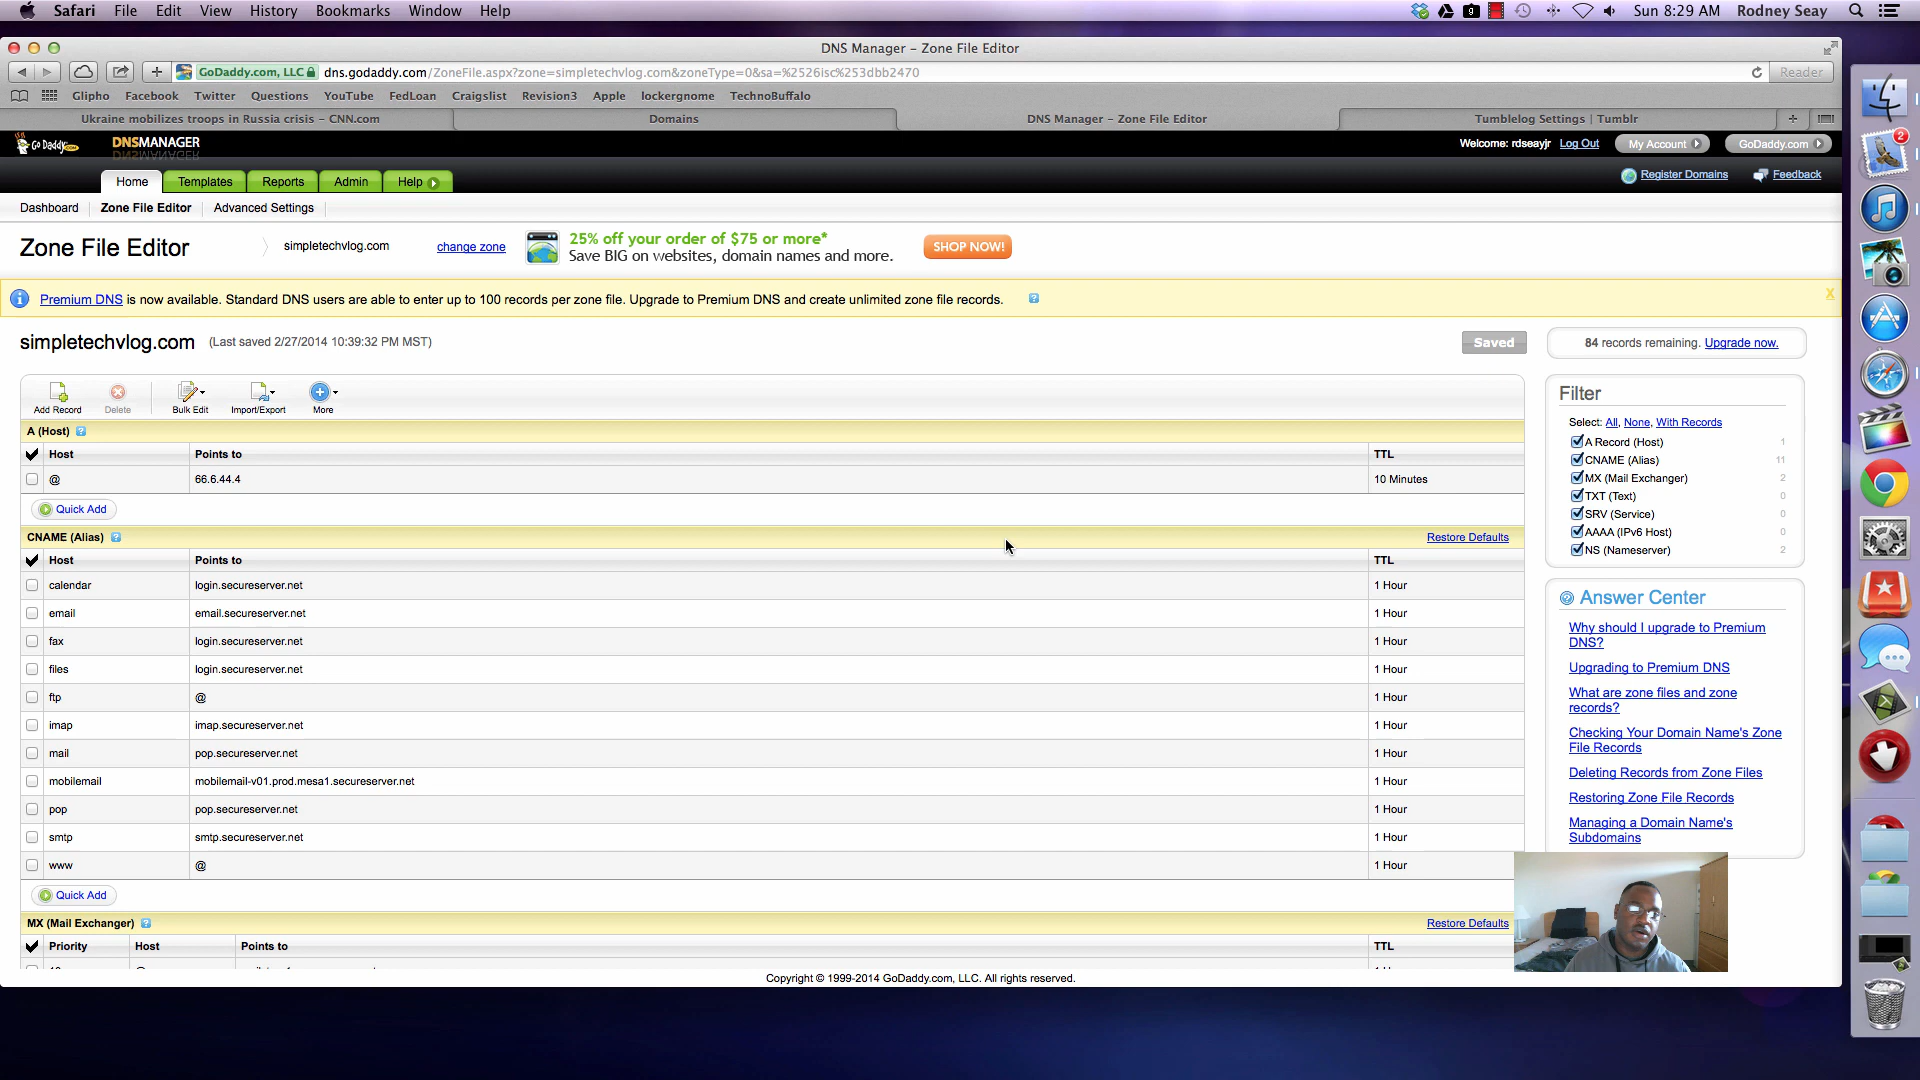 Safari File Edit View History Bookmarks Window Help
Sun 8:29 AM Rodney Seay
DNS Manager – Zone File Editor
GoDaddy.com, LLC dns.godaddy.com/ZoneFile.aspx?zone=simpletechvlog.com&zoneType=0&sa=%2526isc%253dbb2470
Reader
Glipho Facebook Twitter Questions YouTube FedLoan Craigslist Revision3 Apple lockergnome TechnoBuffalo
Ukraine mobilizes troops in Russia crisis – CNN.com
Domains
DNS Manager – Zone File Editor
Tumblelog Settings | Tumblr
Go Daddy.com
DNSMANAGER
Welcome: rdseayjr Log Out My Account GoDaddy.com
Home Templates Reports Admin Help
Register Domains Feedback
Dashboard Zone File Editor Advanced Settings
Zone File Editor
simpletechvlog.com
change zone
25% off your order of $75 or more*
Save BIG on websites, domain names and more.
SHOP NOW!
Premium DNS is now available. Standard DNS users are able to enter up to 100 records per zone file. Upgrade to Premium DNS and create unlimited zone file records. ?
X
simpletechvlog.com (Last saved 2/27/2014 10:39:32 PM MST)
Saved
84 records remaining. Upgrade now.
Add Record Delete Bulk Edit Import/Export More
A (Host) ?
Host Points to TTL
@ 66.6.44.4 10 Minutes
Quick Add
CNAME (Alias) ? Restore Defaults
Host Points to TTL
calendar login.secureserver.net 1 Hour
email email.secureserver.net 1 Hour
fax login.secureserver.net 1 Hour
files login.secureserver.net 1 Hour
ftp @ 1 Hour
imap imap.secureserver.net 1 Hour
mail pop.secureserver.net 1 Hour
mobilemail mobilemail-v01.prod.mesa1.secureserver.net 1 Hour
pop pop.secureserver.net 1 Hour
smtp smtp.secureserver.net 1 Hour
www @ 1 Hour
Quick Add
MX (Mail Exchanger) ? Restore Defaults
Priority Host Points to TTL
Filter
Select: All, None, With Records
A Record (Host) 1
CNAME (Alias) 11
MX (Mail Exchanger) 2
TXT (Text) 0
SRV (Service) 0
AAAA (IPv6 Host) 0
NS (Nameserver) 2
Answer Center
Why should I upgrade to Premium
DNS?
Upgrading to Premium DNS
What are zone files and zone
records?
Checking Your Domain Name's Zone
File Records
Deleting Records from Zone Files
Restoring Zone File Records
Managing a Domain Name's
Subdomains
Copyright © 1999-2014 GoDaddy.com, LLC. All rights reserved.
2